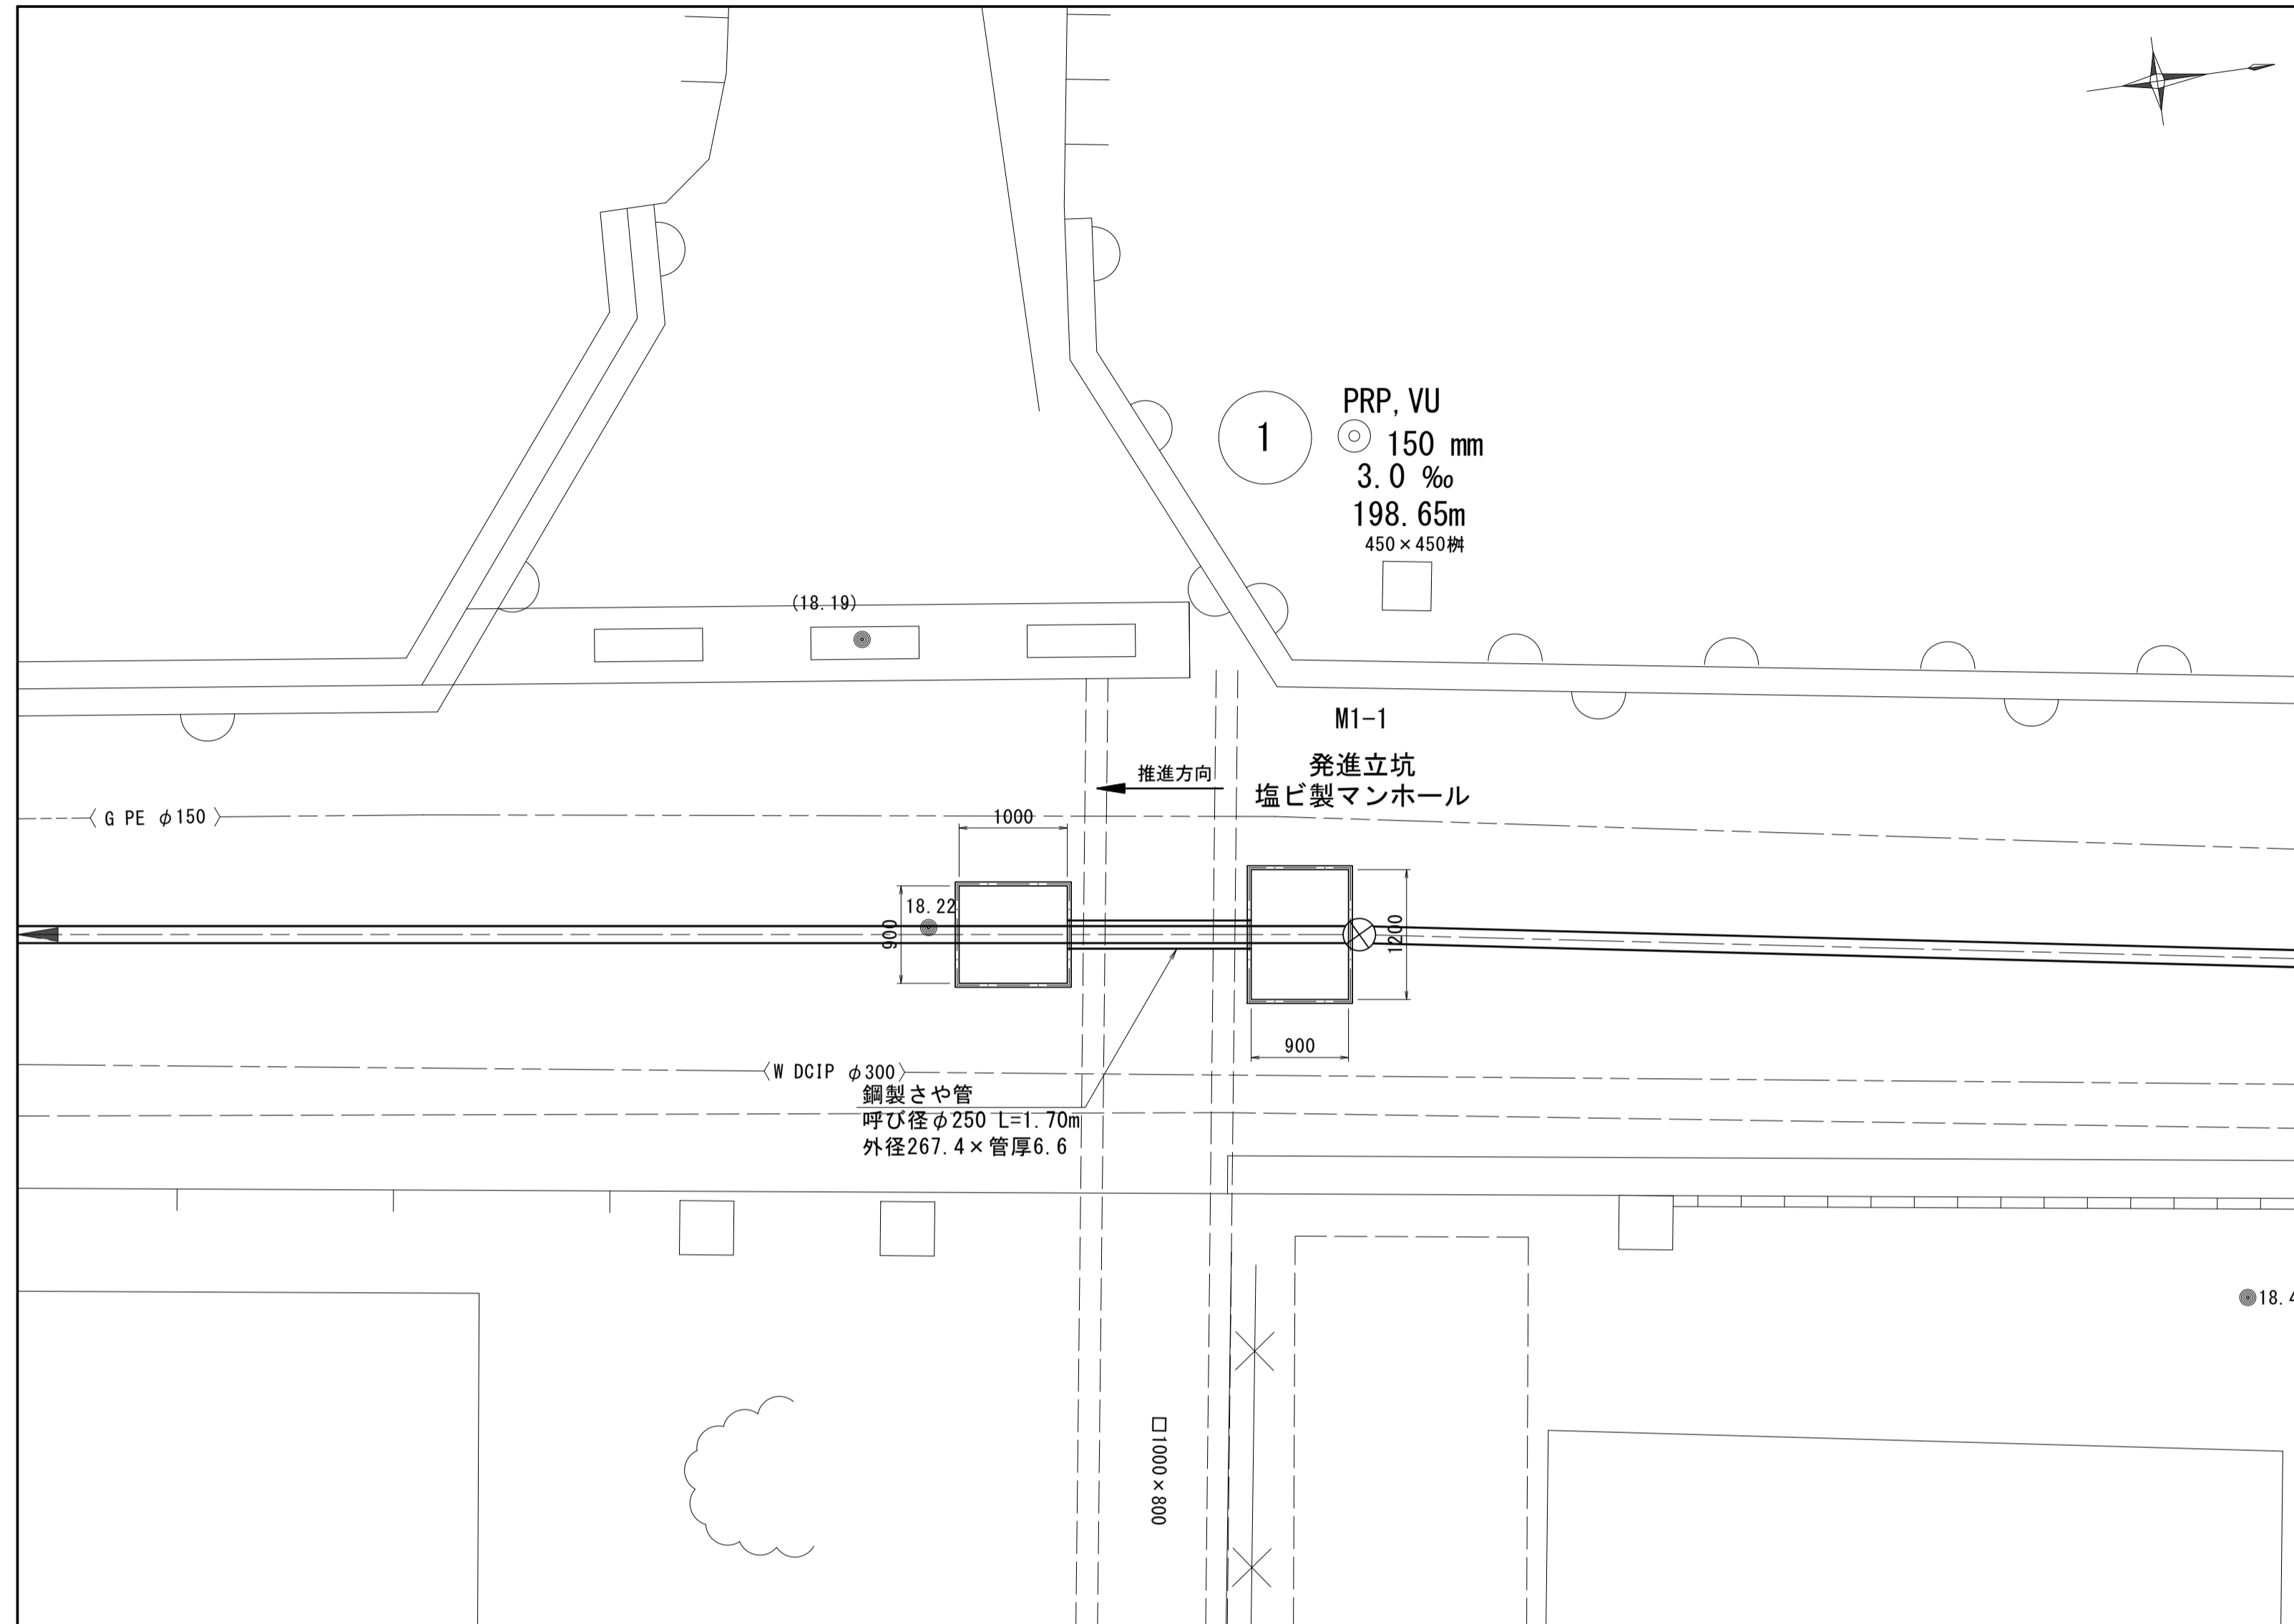 1
PRP, VU
150 mm
3.0 ‰
198.65m
450×450桝
(18.19)
M1-1
発進立坑
塩ビ製マンホール
推進方向
G PE φ150
1000
18.22
900
1200
900
W DCIP φ300
鋼製さや管
呼び径φ250 L=1.70m
外径267.4×管厚6.6
□1000×800